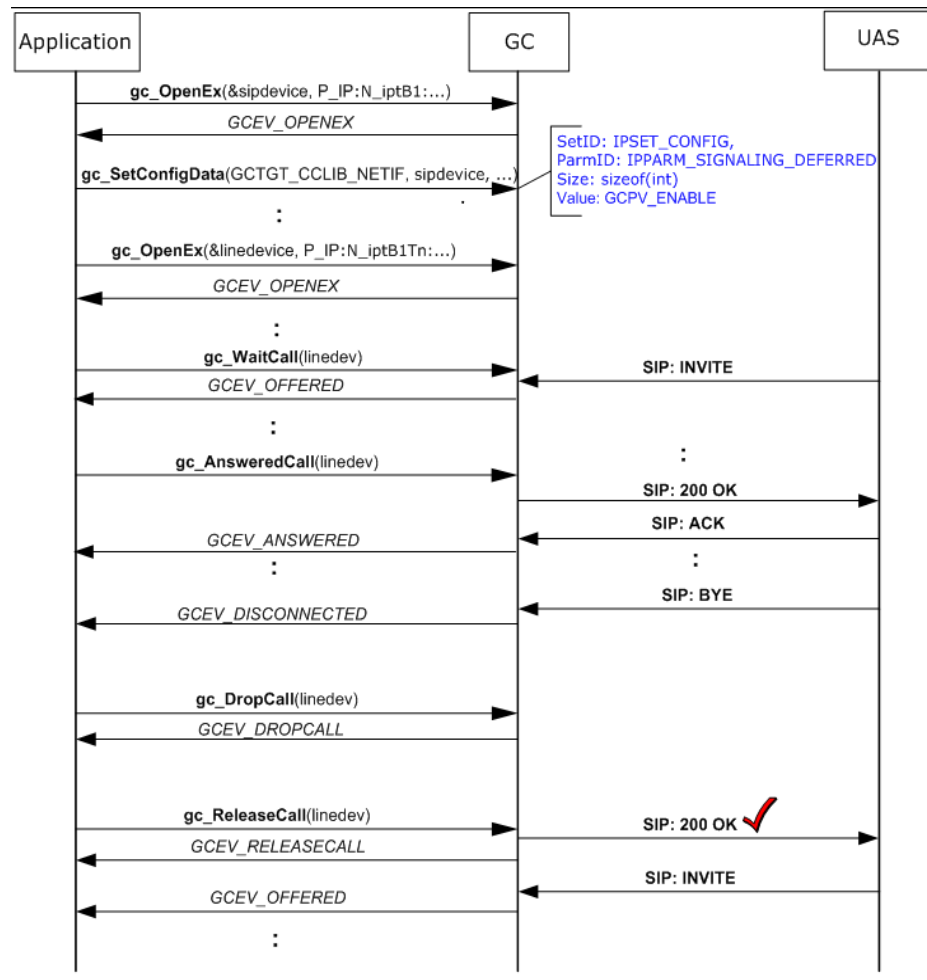 Application
GC
UAS
gc_OpenEx(&sipdevice, P_IP:N_iptB1:...)
GCEV_OPENEX
SetID: IPSET_CONFIG,
ParmID: IPPARM_SIGNALING_DEFERRED
Size: sizeof(int)
Value: GCPV_ENABLE
gc_SetConfigData(GCTGT_CCLIB_NETIF, sipdevice, ...)
:
gc_OpenEx(&linedevice, P_IP:N_iptB1Tn:...)
GCEV_OPENEX
:
gc_WaitCall(linedev)
SIP: INVITE
GCEV_OFFERED
:
gc_AnsweredCall(linedev)
:
SIP: 200 OK
SIP: ACK
GCEV_ANSWERED
:
:
SIP: BYE
GCEV_DISCONNECTED
gc_DropCall(linedev)
GCEV_DROPCALL
gc_ReleaseCall(linedev)
SIP: 200 OK
GCEV_RELEASECALL
SIP: INVITE
GCEV_OFFERED
: